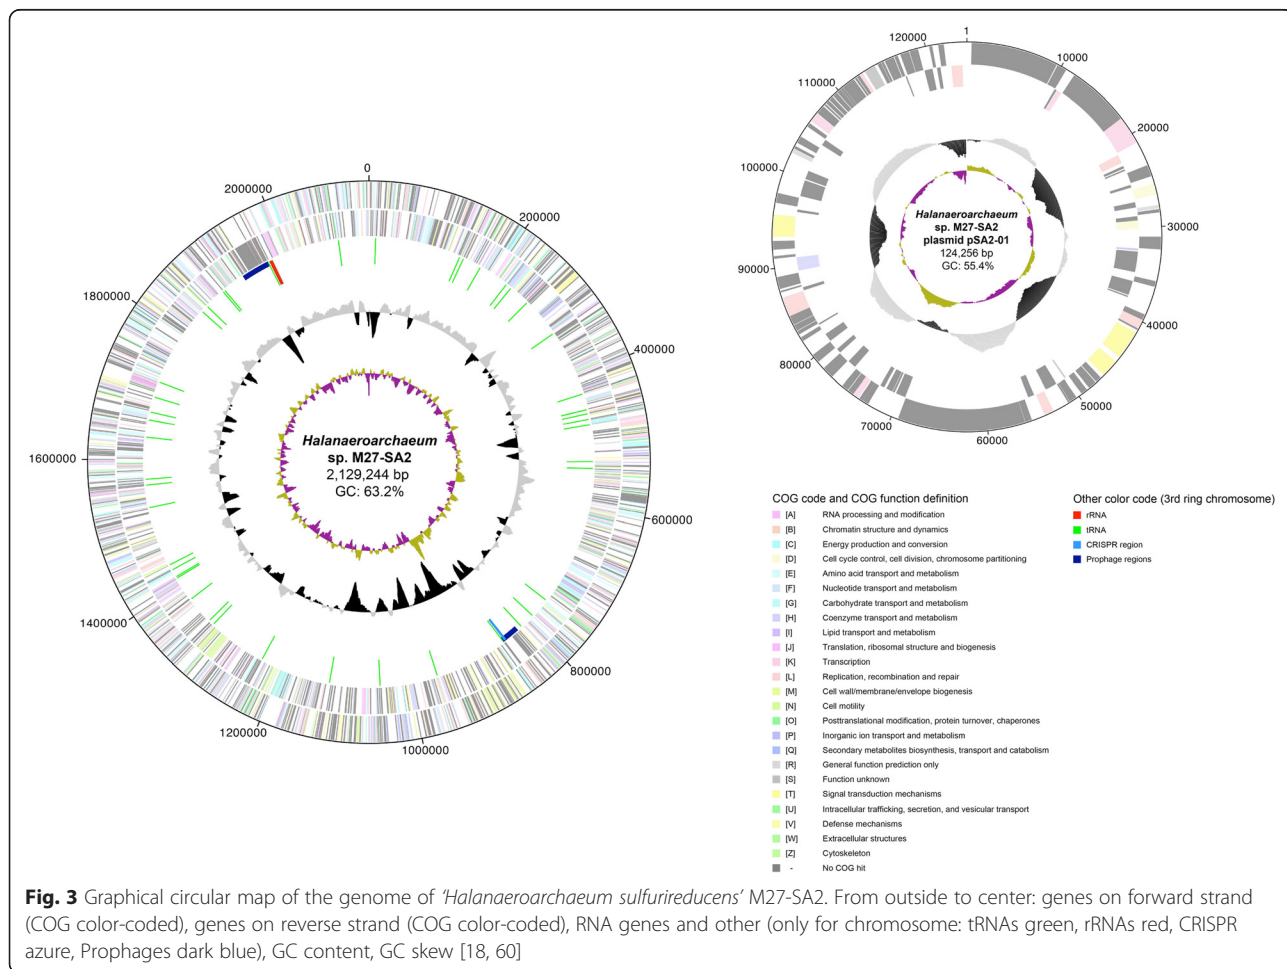 0
200000
400000
600000
800000
1000000
1200000
1400000
1600000
1800000
2000000
Halanaeroarchaeum
sp. M27-SA2
2,129,244 bp
GC: 63.2%
1
10000
20000
30000
40000
50000
60000
70000
80000
90000
100000
110000
120000
Halanaeroarchaeum
sp. M27-SA2
plasmid pSA2-01
124,256 bp
GC: 55.4%
COG code and COG function definition
[A] RNA processing and modification
[B] Chromatin structure and dynamics
[C] Energy production and conversion
[D] Cell cycle control, cell division, chromosome partitioning
[E] Amino acid transport and metabolism
[F] Nucleotide transport and metabolism
[G] Carbohydrate transport and metabolism
[H] Coenzyme transport and metabolism
[I] Lipid transport and metabolism
[J] Translation, ribosomal structure and biogenesis
[K] Transcription
[L] Replication, recombination and repair
[M] Cell wall/membrane/envelope biogenesis
[N] Cell motility
[O] Posttranslational modification, protein turnover, chaperones
[P] Inorganic ion transport and metabolism
[Q] Secondary metabolites biosynthesis, transport and catabolism
[R] General function prediction only
[S] Function unknown
[T] Signal transduction mechanisms
[U] Intracellular trafficking, secretion, and vesicular transport
[V] Defense mechanisms
[W] Extracellular structures
[Z] Cytoskeleton
- No COG hit
Other color code (3rd ring chromosome)
rRNA
tRNA
CRISPR region
Prophage regions
Fig. 3 Graphical circular map of the genome of ‘Halanaeroarchaeum sulfurireducens’ M27-SA2. From outside to center: genes on forward strand
(COG color-coded), genes on reverse strand (COG color-coded), RNA genes and other (only for chromosome: tRNAs green, rRNAs red, CRISPR
azure, Prophages dark blue), GC content, GC skew [18, 60]